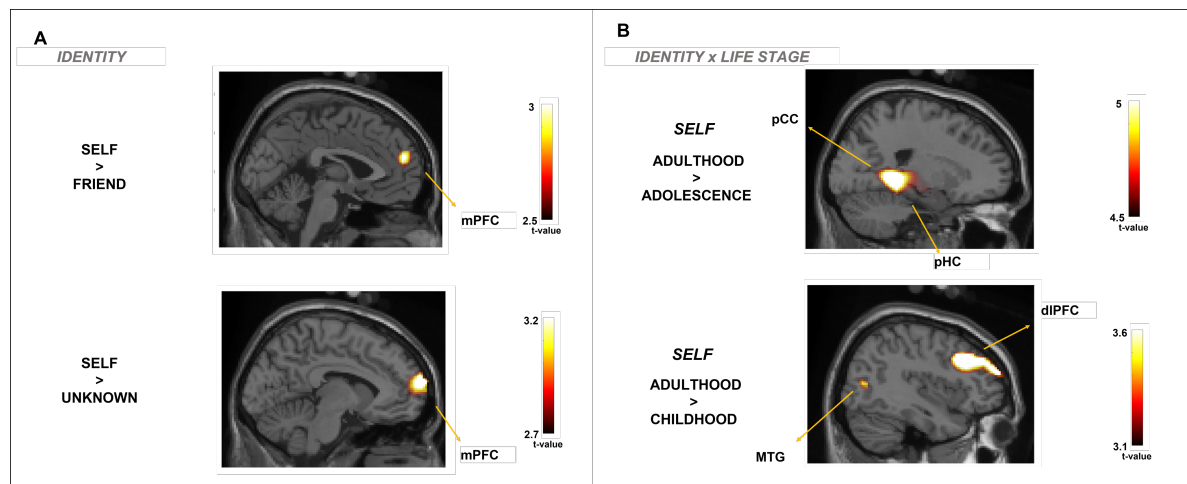 A
IDENTITY
SELF
>
FRIEND
3
2.5
t-value
mPFC
SELF
>
UNKNOWN
3.2
2.7
t-value
mPFC
B
IDENTITY x LIFE STAGE
SELF
ADULTHOOD
>
ADOLESCENCE
pCC
pHC
5
4.5
t-value
SELF
ADULTHOOD
>
CHILDHOOD
dlPFC
MTG
3.6
3.1
t-value